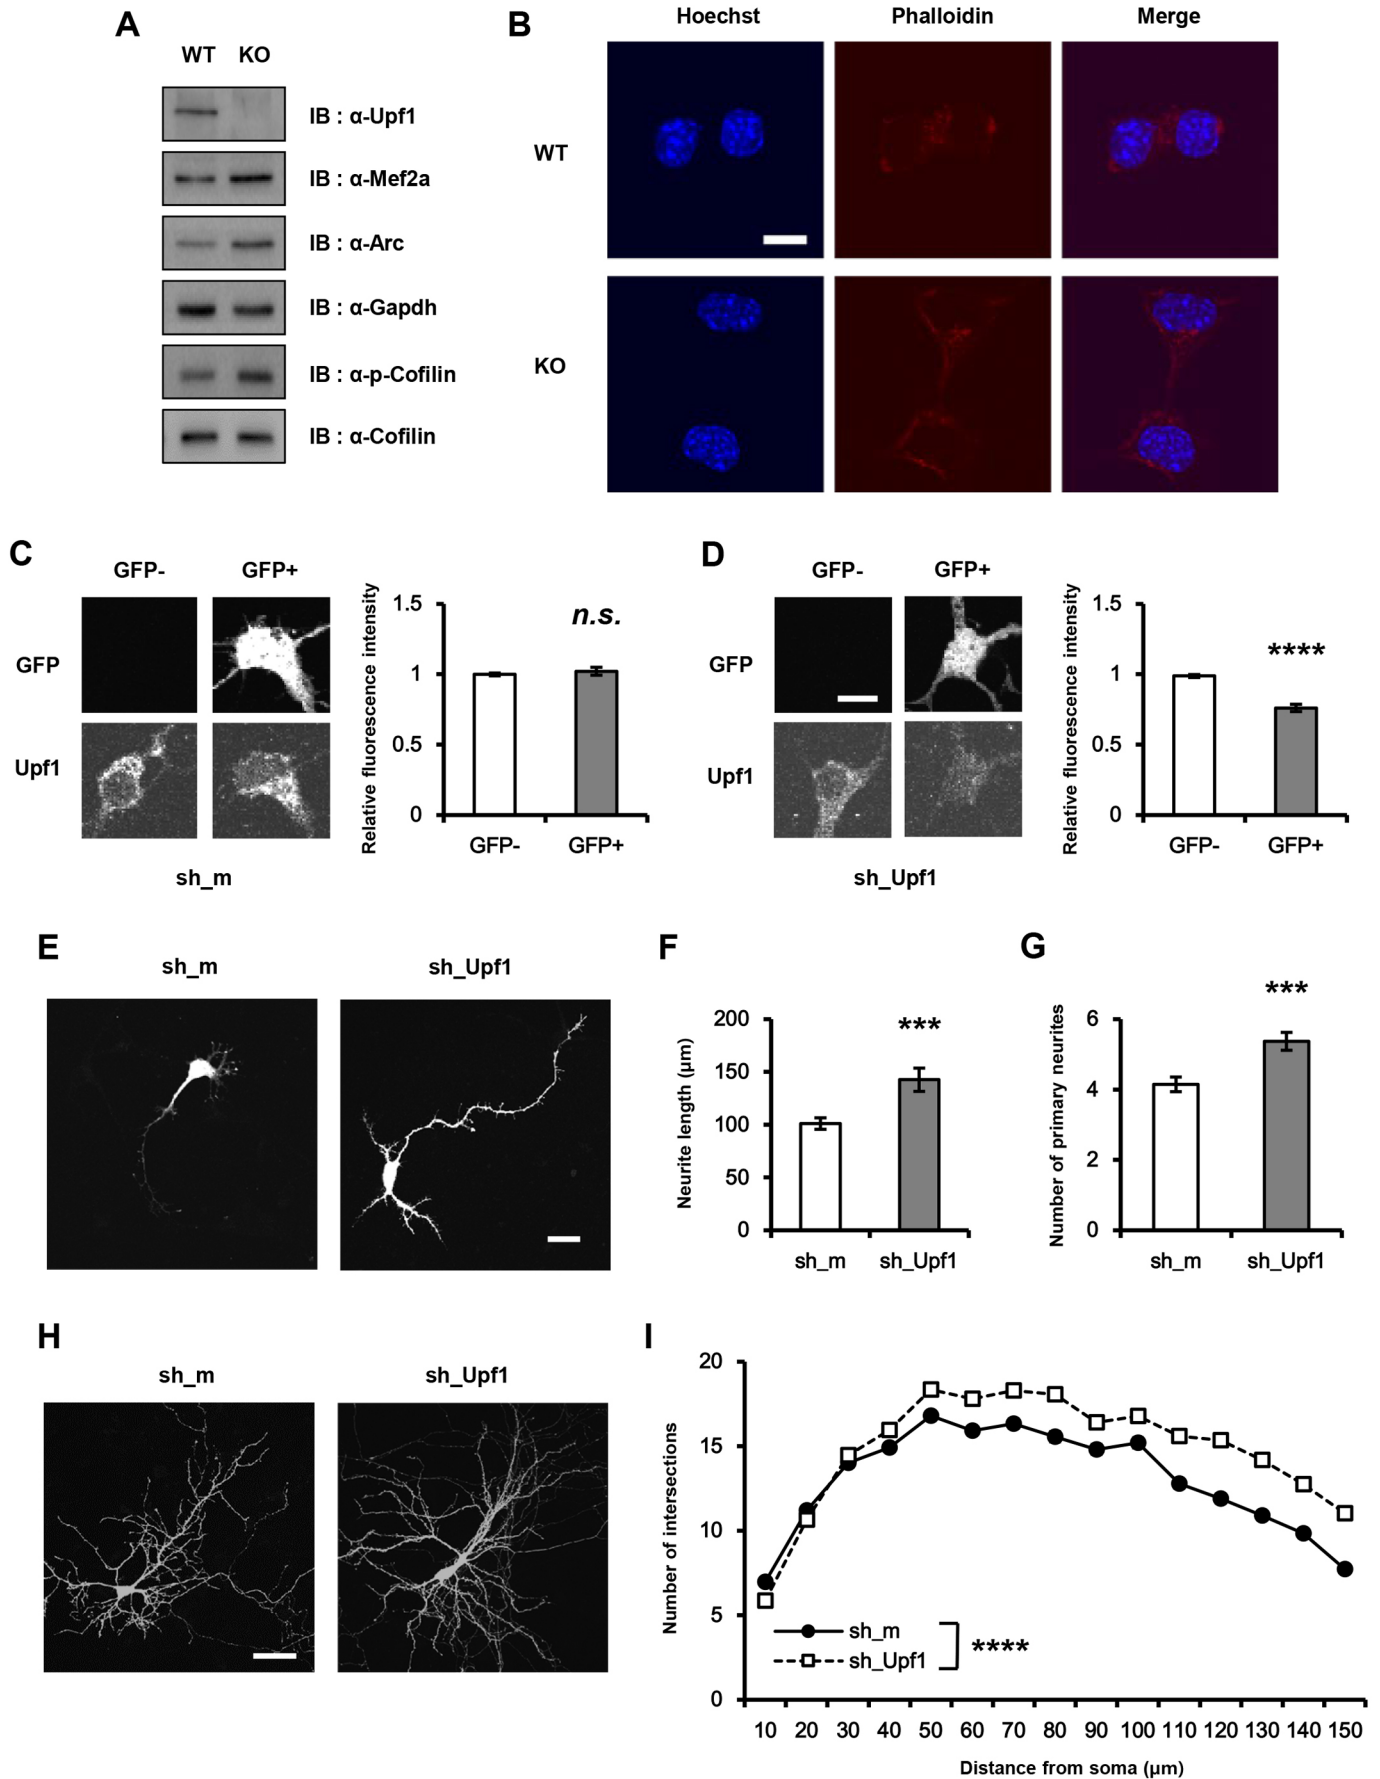 A
WT KO
IB : α-Upf1
IB : α-Mef2a
IB : α-Arc
IB : α-Gapdh
IB : α-p-Cofilin
IB : α-Cofilin
B
Hoechst Phalloidin Merge
WT
KO
C
GFP- GFP+
GFP
Upf1
sh_m
Relative fluorescence intensity
1.5
1
0.5
0
n.s.
GFP- GFP+
D
GFP- GFP+
GFP
Upf1
sh_Upf1
Relative fluorescence intensity
1.5
1
0.5
0
****
GFP- GFP+
E
sh_m sh_Upf1
F
Neurite length (μm)
200
150
100
50
0
***
sh_m sh_Upf1
G
Number of primary neurites
6
4
2
0
***
sh_m sh_Upf1
H
sh_m sh_Upf1
I
Number of intersections
20
15
10
5
0
sh_m
sh_Upf1
****
10 20 30 40 50 60 70 80 90 100 110 120 130 140 150
Distance from soma (μm)